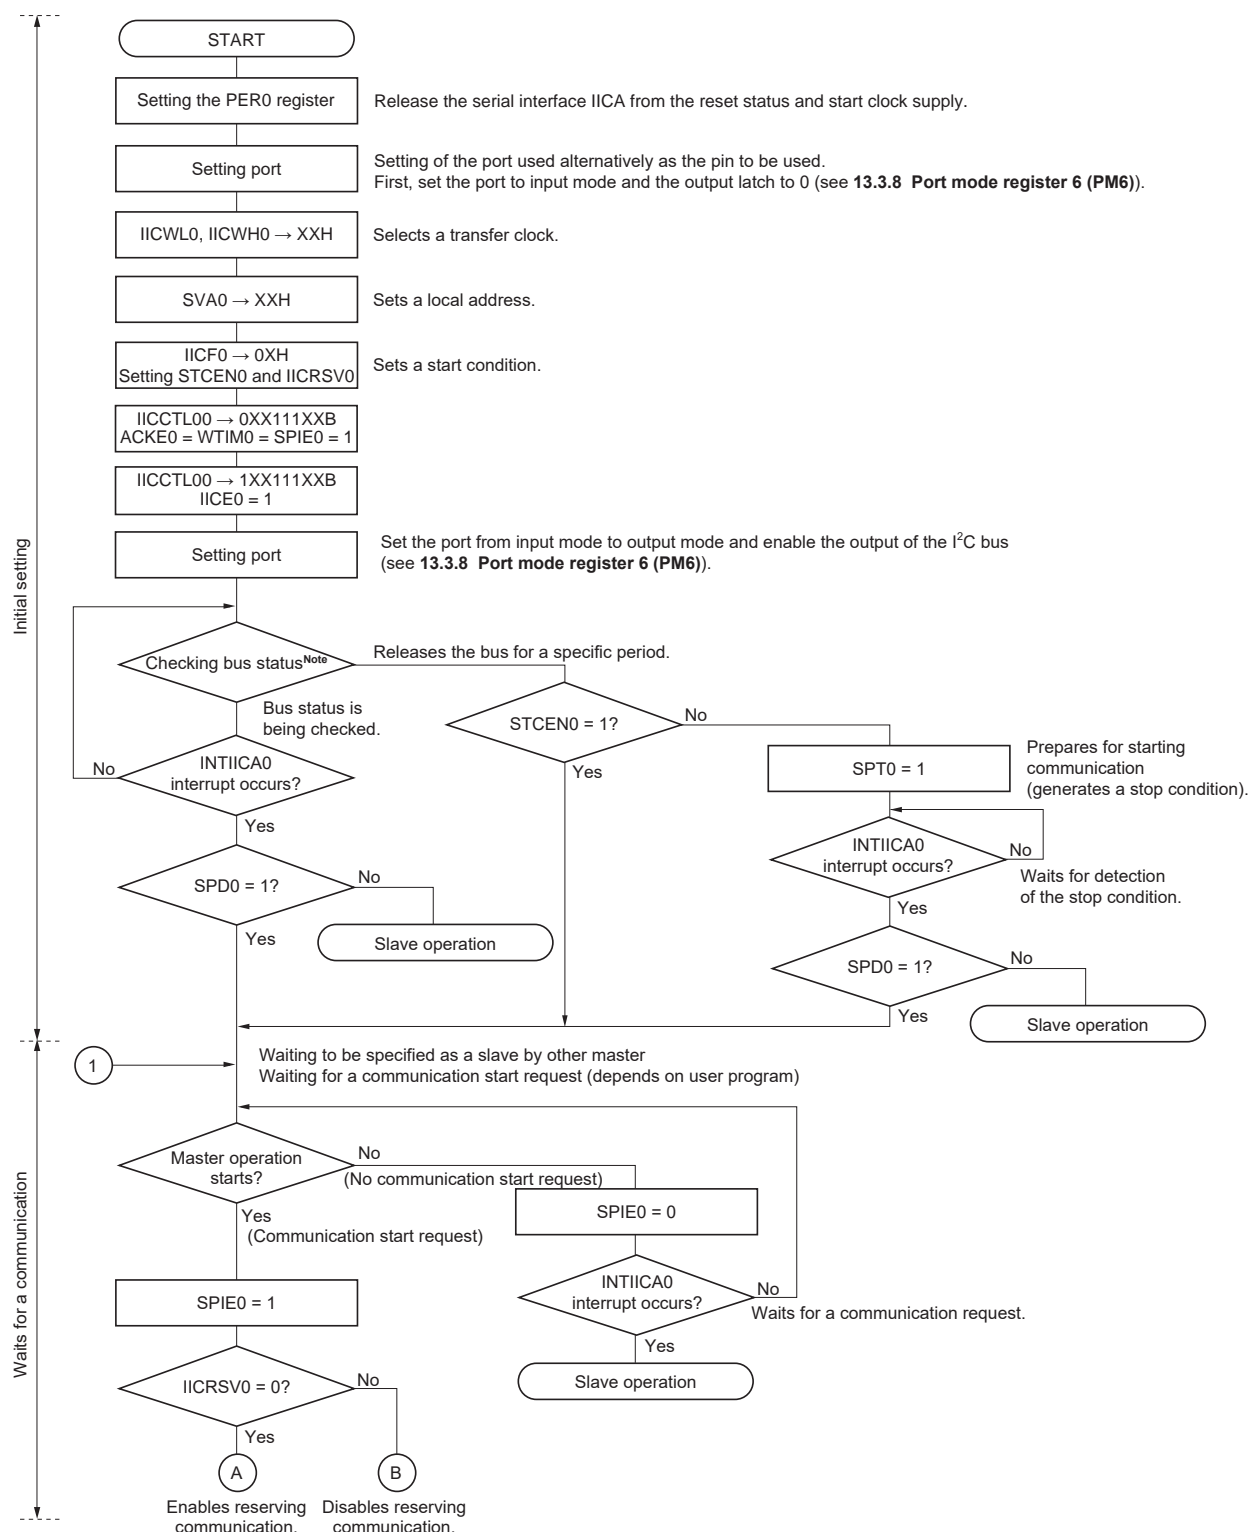 START
Setting the PER0 register
Release the serial interface IICA from the reset status and start clock supply.
Setting port
Setting of the port used alternatively as the pin to be used.
First, set the port to input mode and the output latch to 0 (see 13.3.8 Port mode register 6 (PM6)).
IICWL0, IICWH0 → XXH
Selects a transfer clock.
SVA0 → XXH
Sets a local address.
IICF0 → 0XH
Setting STCEN0 and IICRSV0
Sets a start condition.
IICCTL00 → 0XX111XXB
ACKE0 = WTIM0 = SPIE0 = 1
IICCTL00 → 1XX111XXB
IICE0 = 1
Setting port
Set the port from input mode to output mode and enable the output of the I²C bus
(see 13.3.8 Port mode register 6 (PM6)).
Initial setting
Checking bus status Note
Releases the bus for a specific period.
Bus status is
being checked.
STCEN0 = 1?
No
Yes
SPT0 = 1
Prepares for starting
communication
(generates a stop condition).
INTIICA0
interrupt occurs?
No
Yes
INTIICA0
interrupt occurs?
No
Waits for detection
of the stop condition.
Yes
SPD0 = 1?
No
Yes
Slave operation
SPD0 = 1?
No
Yes
Slave operation
1
Waiting to be specified as a slave by other master
Waiting for a communication start request (depends on user program)
Waits for a communication
Master operation
starts?
No
(No communication start request)
Yes
(Communication start request)
SPIE0 = 0
INTIICA0
interrupt occurs?
No
Waits for a communication request.
Yes
Slave operation
SPIE0 = 1
IICRSV0 = 0?
No
Yes
A
B
Enables reserving
communication.
Disables reserving
communication.